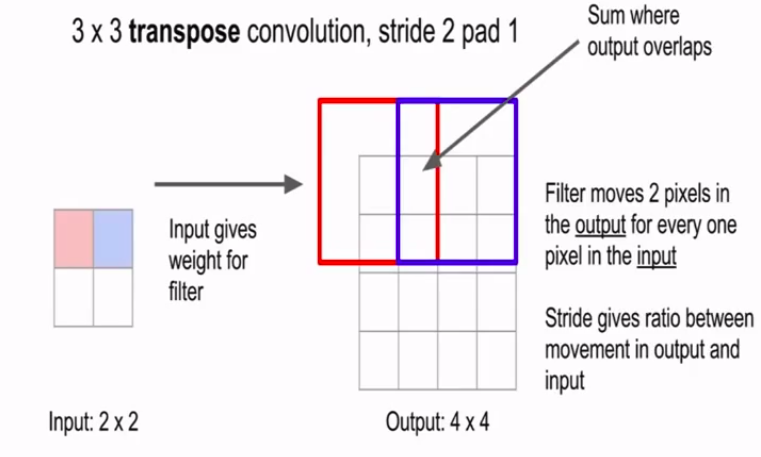 3 x 3 transpose convolution, stride 2 pad 1
Sum where
output overlaps
Input gives
weight for
filter
Filter moves 2 pixels in
the output for every one
pixel in the input
Stride gives ratio between
movement in output and
input
Input: 2 x 2
Output: 4 x 4